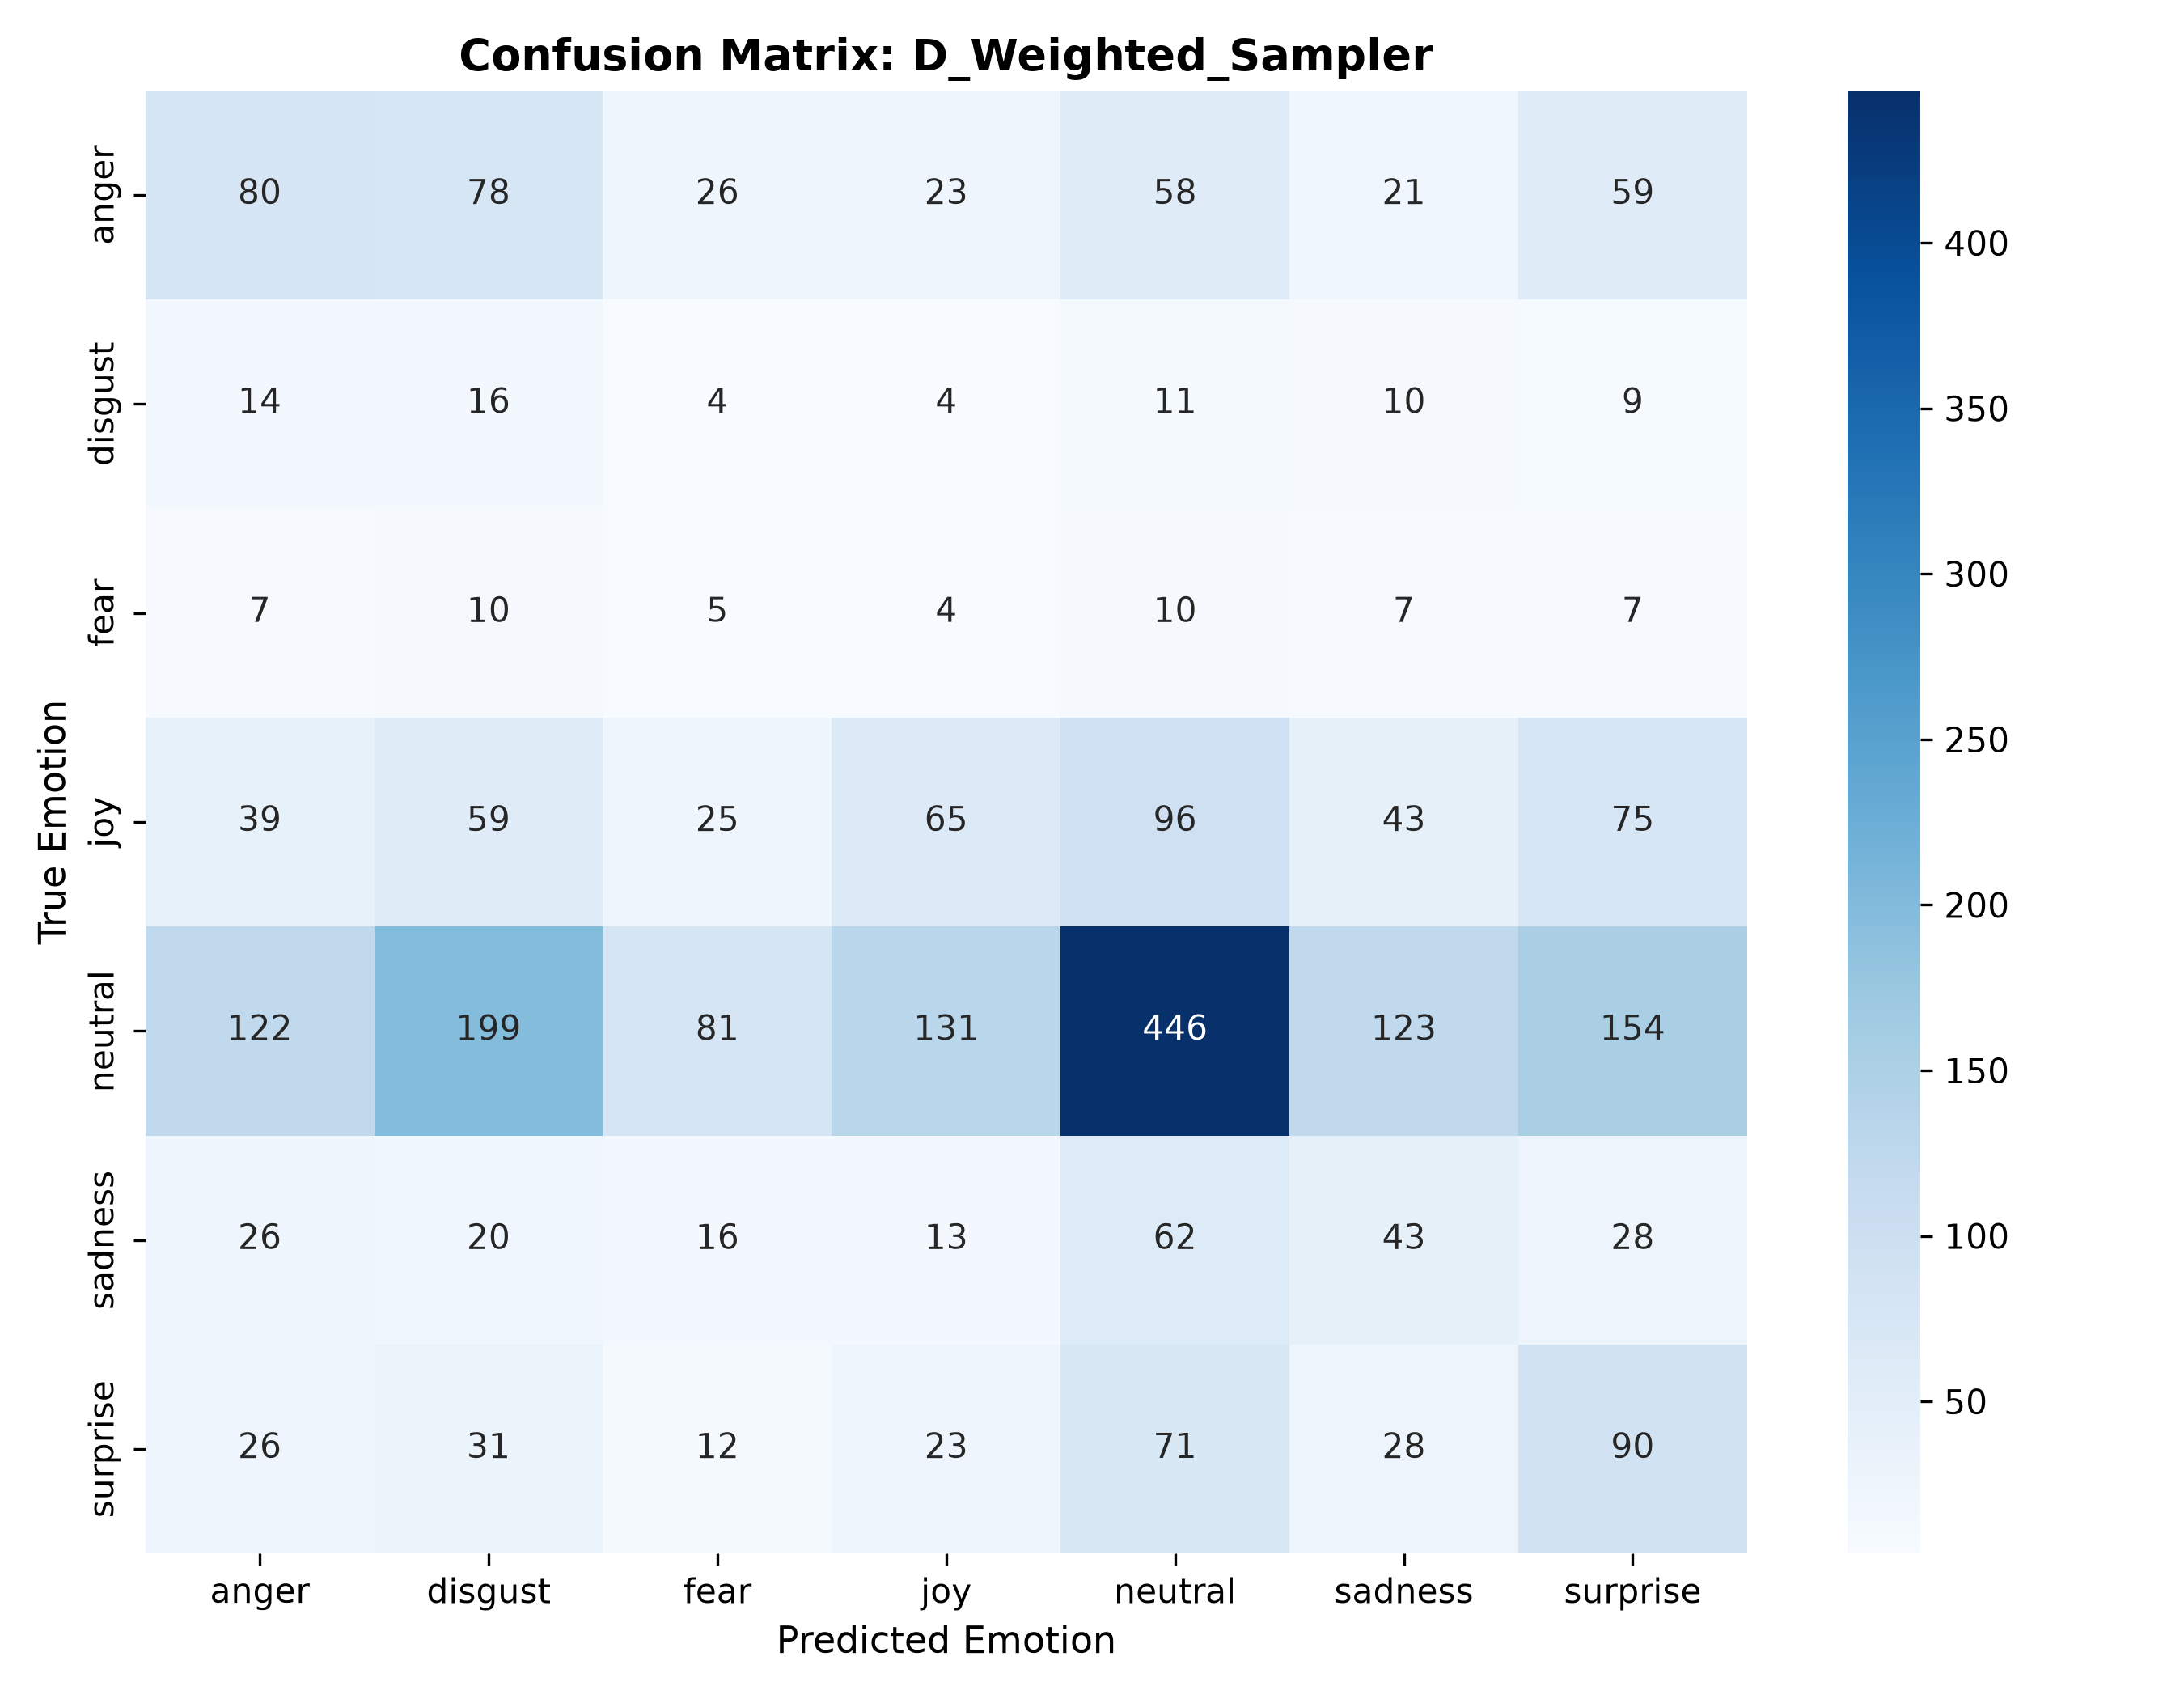 Confusion Matrix: D_Weighted_Sampler
True Emotion
anger 80 78 26 23 58 21 59
disgust 14 16 4 4 11 10 9
fear 7 10 5 4 10 7 7
joy 39 59 25 65 96 43 75
neutral 122 199 81 131 446 123 154
sadness 26 20 16 13 62 43 28
surprise 26 31 12 23 71 28 90
anger disgust fear joy neutral sadness surprise
Predicted Emotion
400
350
300
250
200
150
100
50